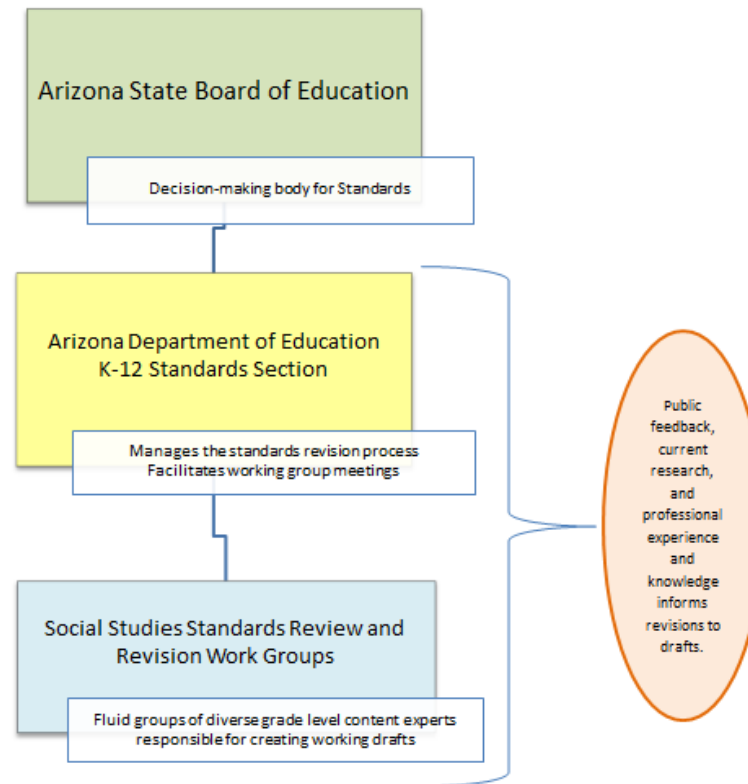 Arizona State Board of Education
Decision-making body for Standards
Arizona Department of Education
K-12 Standards Section
Manages the standards revision process
Facilitates working group meetings
Social Studies Standards Review and
Revision Work Groups
Fluid groups of diverse grade level content experts
responsible for creating working drafts
Public
feedback,
current
research,
and
professional
experience
and
knowledge
informs
revisions to
drafts.